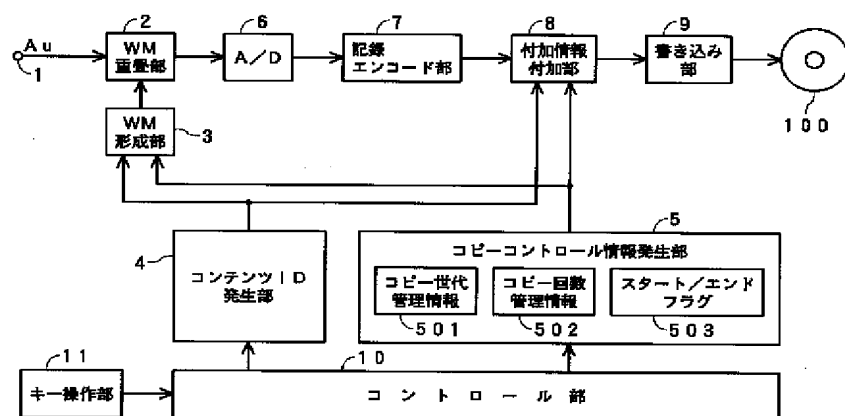 Au
1
2
WM
重畳部
6
A/D
7
記録
エンコード部
8
付加情報
付加部
9
書き込み
部
100
WM
形成部
3
4
コンテンツID
発生部
5
コピーコントロール情報発生部
コピー世代
管理情報
501
コピー回数
管理情報
502
スタート/エンド
フラグ
503
11
キー操作部
10
コントロール部